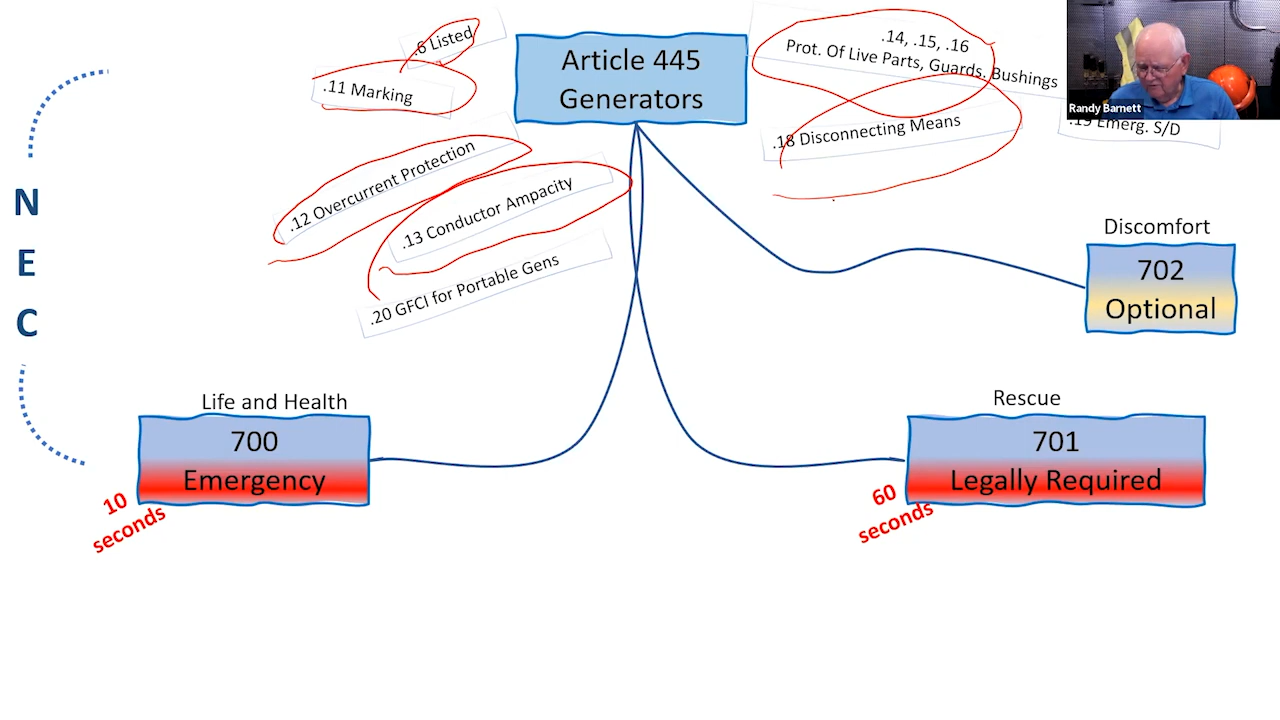 .6 Listed
.11 Marking
Article 445
Generators
.14, .15, .16
Prot. Of Live Parts, Guards. Bushings
Randy Barnett
.12 Overcurrent Protection
.13 Conductor Ampacity
.20 GFCI for Portable Gens
.18 Disconnecting Means
.19 Emerg. S/D
N
E
C
Discomfort
702
Optional
Life and Health
700
Emergency
10
seconds
Rescue
701
Legally Required
60
seconds